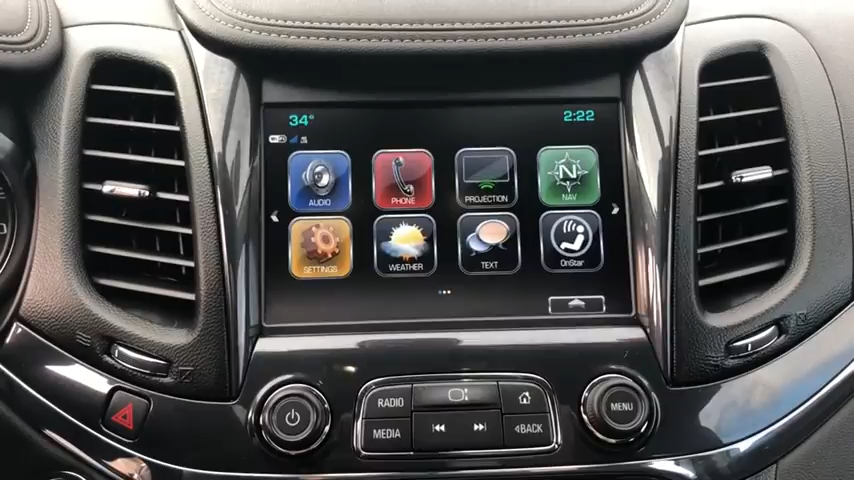 34° 2:22
AUDIO PHONE PROJECTION N NAV
SETTINGS WEATHER TEXT OnStar
RADIO
MENU
MEDIA BACK